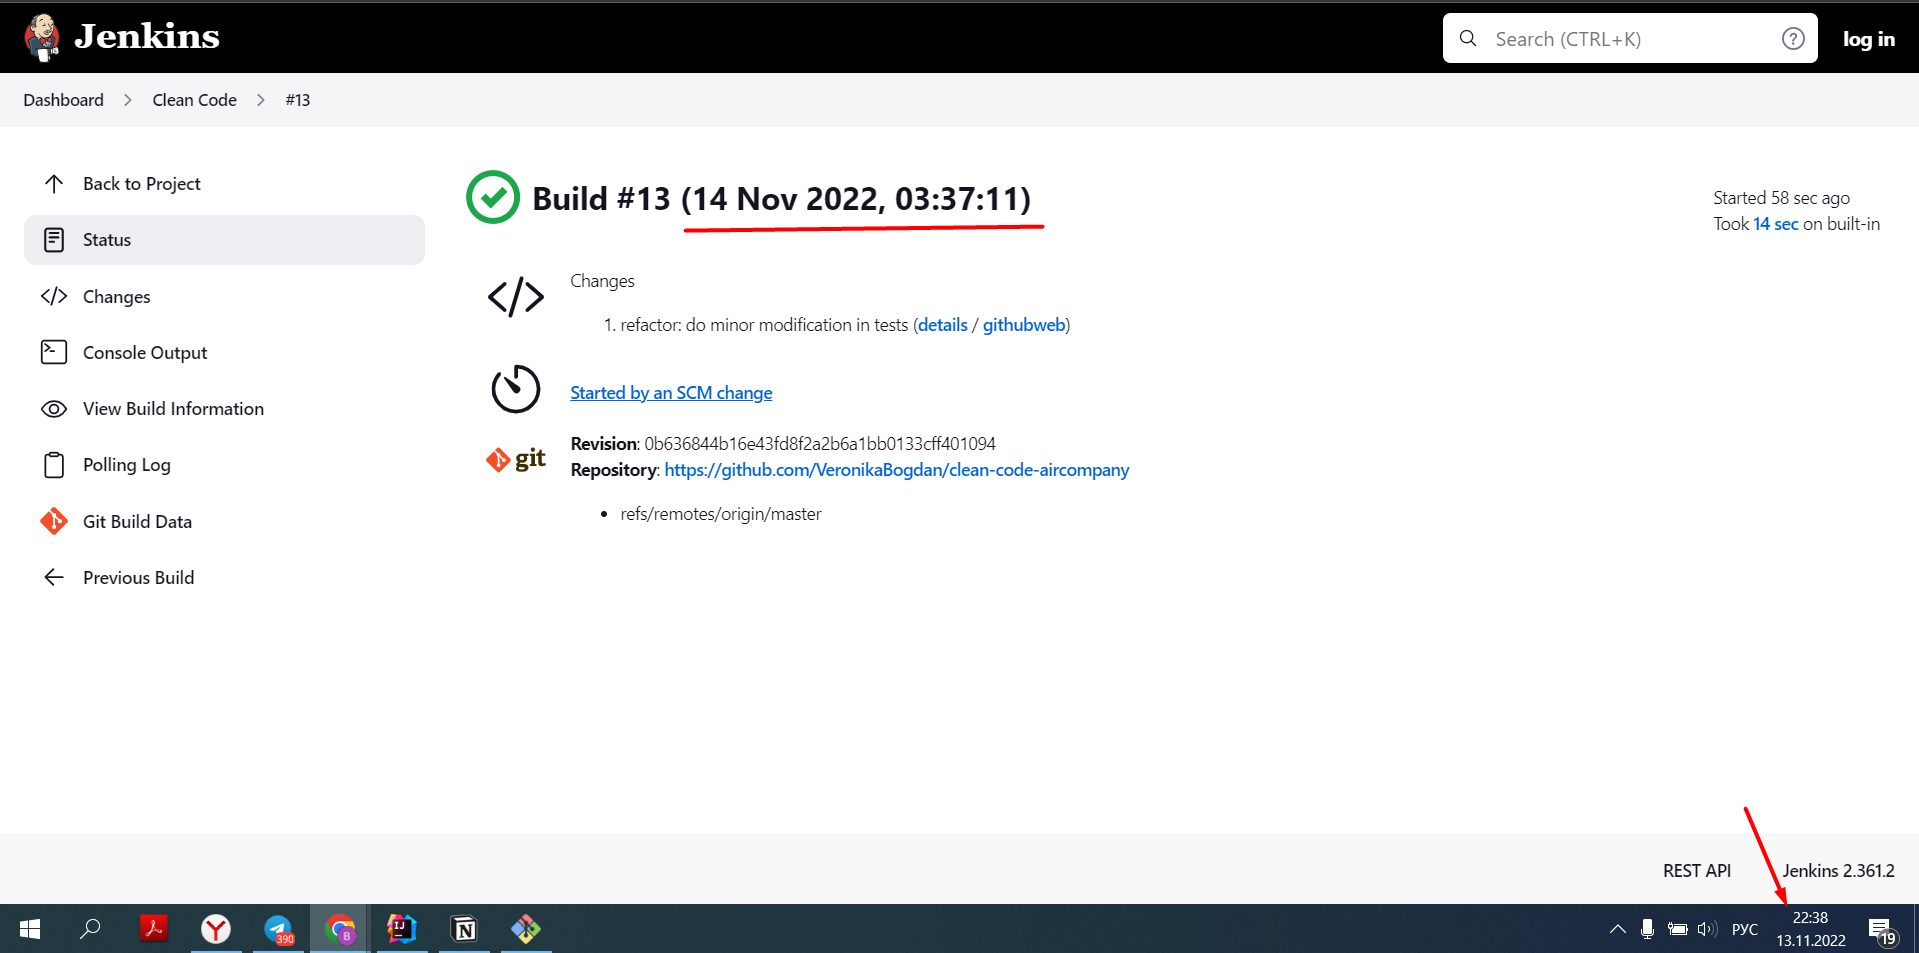 Jenkins
Search (CTRL+K)
?
log in
Dashboard > Clean Code > #13
Back to Project
Status
Changes
Console Output
View Build Information
Polling Log
Git Build Data
Previous Build
Build #13 (14 Nov 2022, 03:37:11)
Started 58 sec ago
Took 14 sec on built-in
Changes
1. refactor: do minor modification in tests (details / githubweb)
Started by an SCM change
git
Revision: 0b636844b16e43fd8f2a2b6a1bb0133cff401094
Repository: https://github.com/VeronikaBogdan/clean-code-aircompany
• refs/remotes/origin/master
REST API
Jenkins 2.361.2
390
B
IJ
N
РУС
22:38
13.11.2022
19